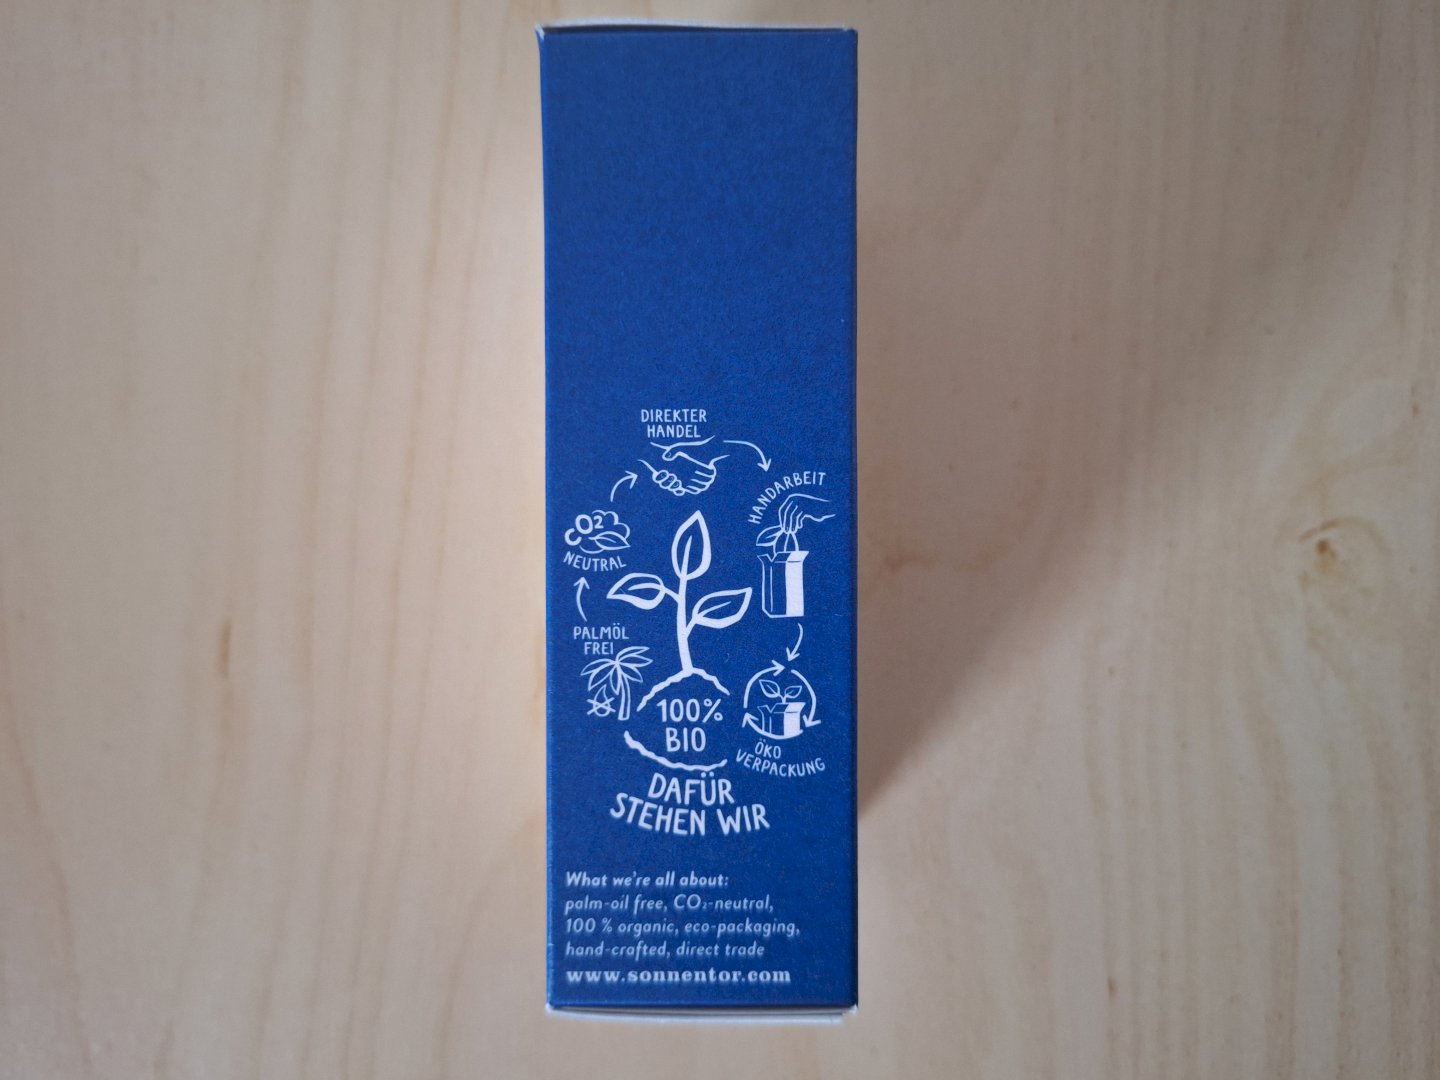 DIREKTER
HANDEL
HANDARBEIT
CO2
NEUTRAL
PALMÖL
FREI
100%
BIO
ÖKO
VERPACKUNG
DAFÜR
STEHEN WIR
What we're all about:
palm-oil free, CO₂-neutral,
100 % organic, eco-packaging,
hand-crafted, direct trade
www.sonnentor.com